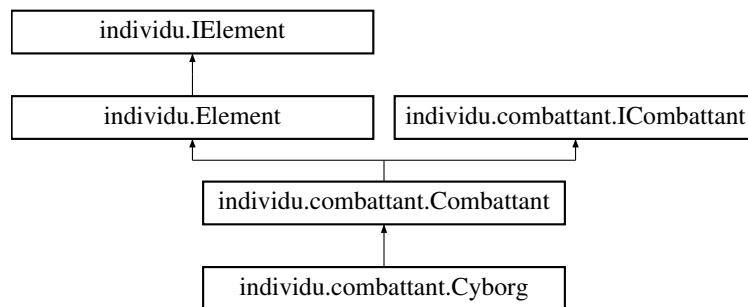 individu.IElement
individu.Element
individu.combattant.ICombattant
individu.combattant.Combattant
individu.combattant.Cyborg